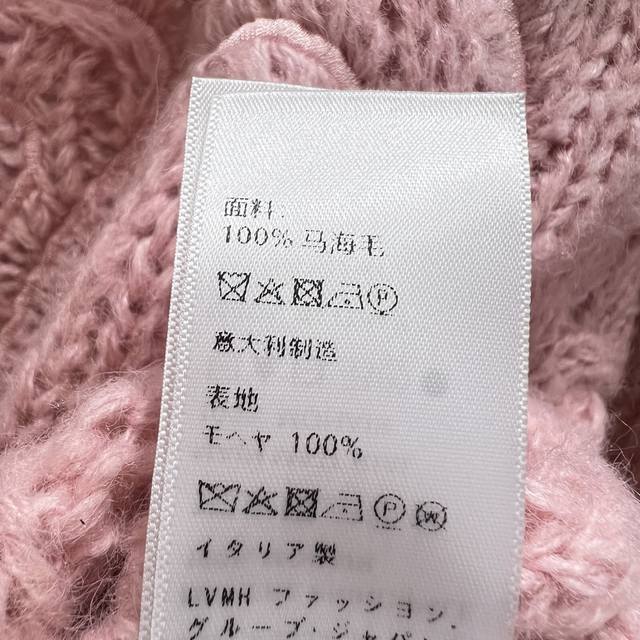 面料:
100% 马海毛
意大利制造
表地
モヘヤ 100%
イタリア製
LVMH ファッション・
グループ・ジャパン